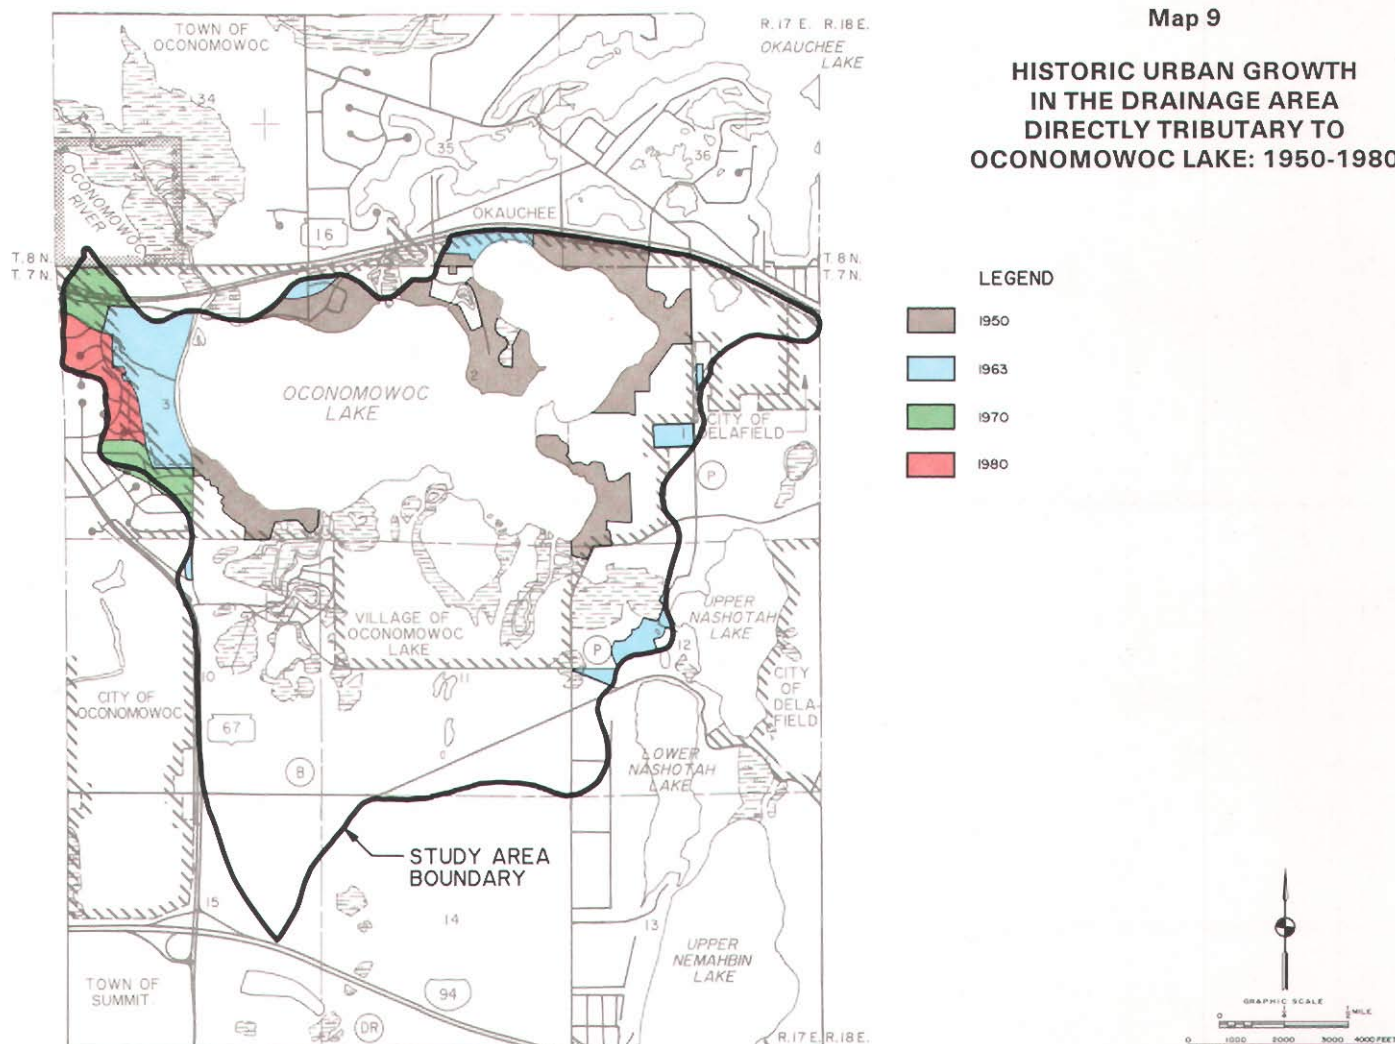 Map 9
HISTORIC URBAN GROWTH
IN THE DRAINAGE AREA
DIRECTLY TRIBUTARY TO
OCONOMOWOC LAKE: 1950-1980
LEGEND
1950
1963
1970
1980
TOWN OF
OCONOMOWOC
R. 17 E. R. 18 E.
OKAUCHEE
LAKE
34
35
36
OCONOMOWOC
RIVER
16
OKAUCHEE
T. 8 N.
T. 7 N.
T. 8 N.
T. 7 N.
OCONOMOWOC
LAKE
2
3
1
CITY OF
DELAFIELD
P
VILLAGE OF
OCONOMOWOC
LAKE
UPPER
NASHOTAH
LAKE
P
12
10
11
CITY OF
OCONOMOWOC
CITY
OF
DELA-
FIELD
67
B
LOWER
NASHOTAH
LAKE
STUDY AREA
BOUNDARY
15
14
13
UPPER
NEMAHBIN
LAKE
TOWN OF
SUMMIT
94
DR
R. 17 E. R. 18 E.
GRAPHIC SCALE
0
MILE
0 1000 2000 3000 4000 FEET